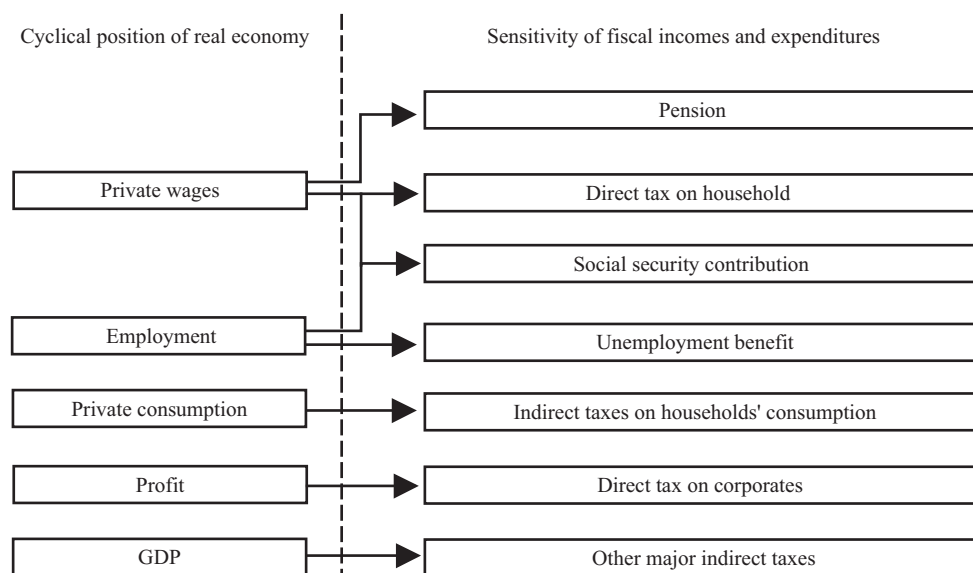 Cyclical position of real economy
Sensitivity of fiscal incomes and expenditures
Pension
Private wages
Direct tax on household
Social security contribution
Employment
Unemployment benefit
Private consumption
Indirect taxes on households' consumption
Profit
Direct tax on corporates
GDP
Other major indirect taxes